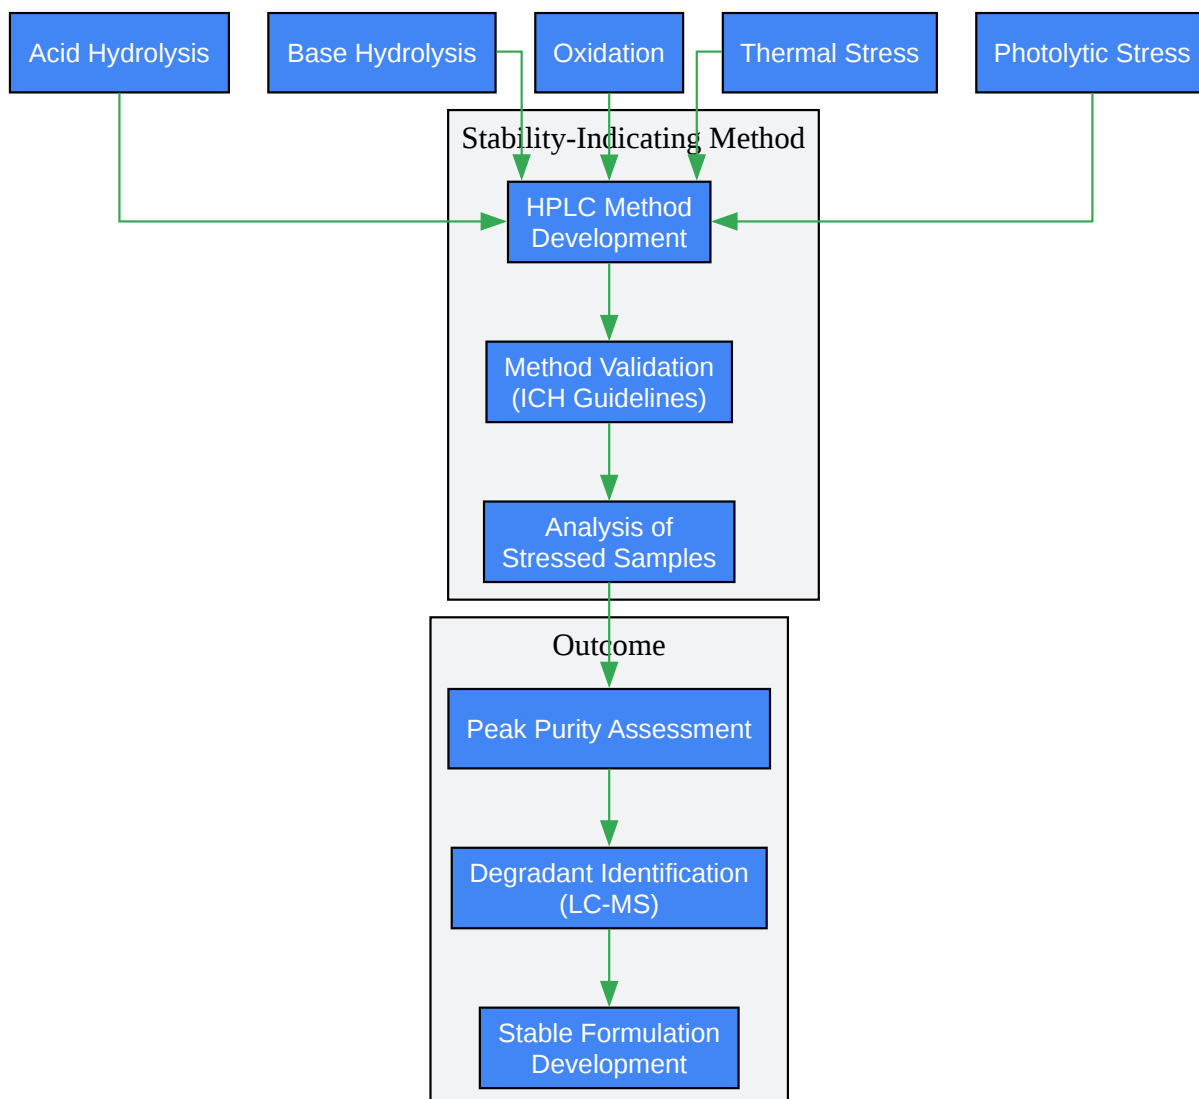 Acid Hydrolysis
Base Hydrolysis
Oxidation
Thermal Stress
Photolytic Stress
Stability-Indicating Method
HPLC Method
Development
Method Validation
(ICH Guidelines)
Analysis of
Stressed Samples
Outcome
Peak Purity Assessment
Degradant Identification
(LC-MS)
Stable Formulation
Development